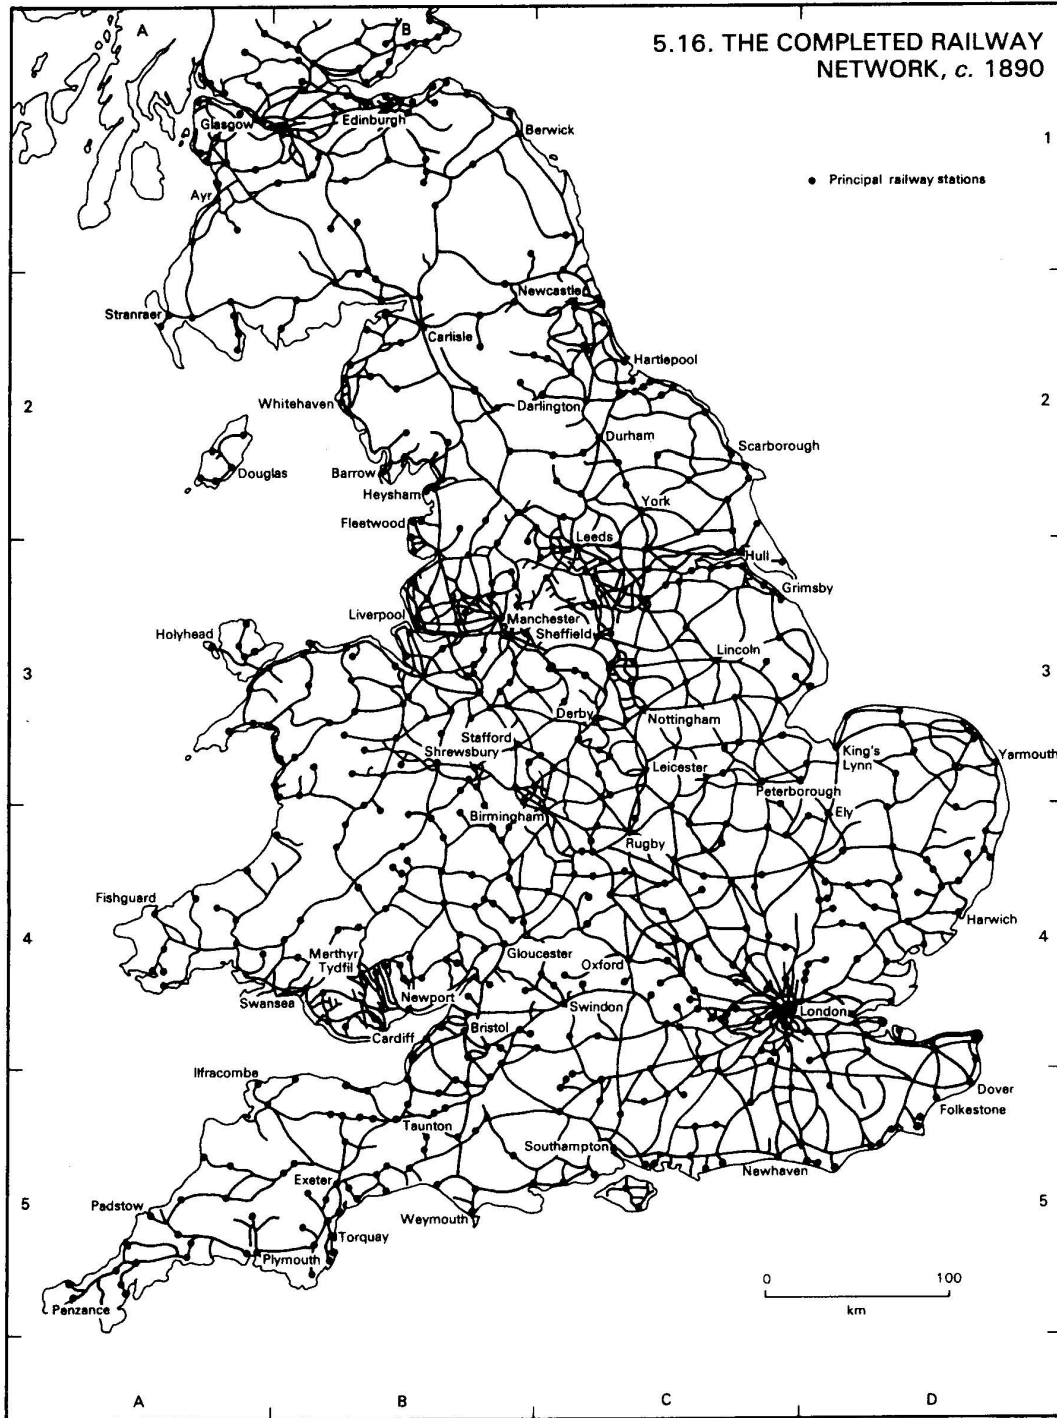 A
B
5.16. THE COMPLETED RAILWAY
NETWORK, c. 1890
1
Principal railway stations
Glasgow
Edinburgh
Berwick
Ayr
Stranraer
Newcastle
Carlisle
Hartlepool
Whitehaven
2
2
Darlington
Durham
Scarborough
Douglas
Barrow
Heysham
York
Fleetwood
Leeds
Hull
Grimsby
Liverpool
Manchester
Sheffield
Holyhead
Lincoln
3
3
Derby
Nottingham
Stafford
Shrewsbury
King's
Lynn
Yarmouth
Leicester
Peterborough
Birmingham
Ely
Rugby
Fishguard
Harwich
4
4
Gloucester
Merthyr
Tydfil
Oxford
Swansea
Newport
Swindon
London
Cardiff
Bristol
Ilfracombe
Dover
Folkestone
Taunton
Southampton
Newhaven
Exeter
5
5
Padstow
Weymouth
Torquay
Plymouth
Penzance
0
100
km
A
B
C
D